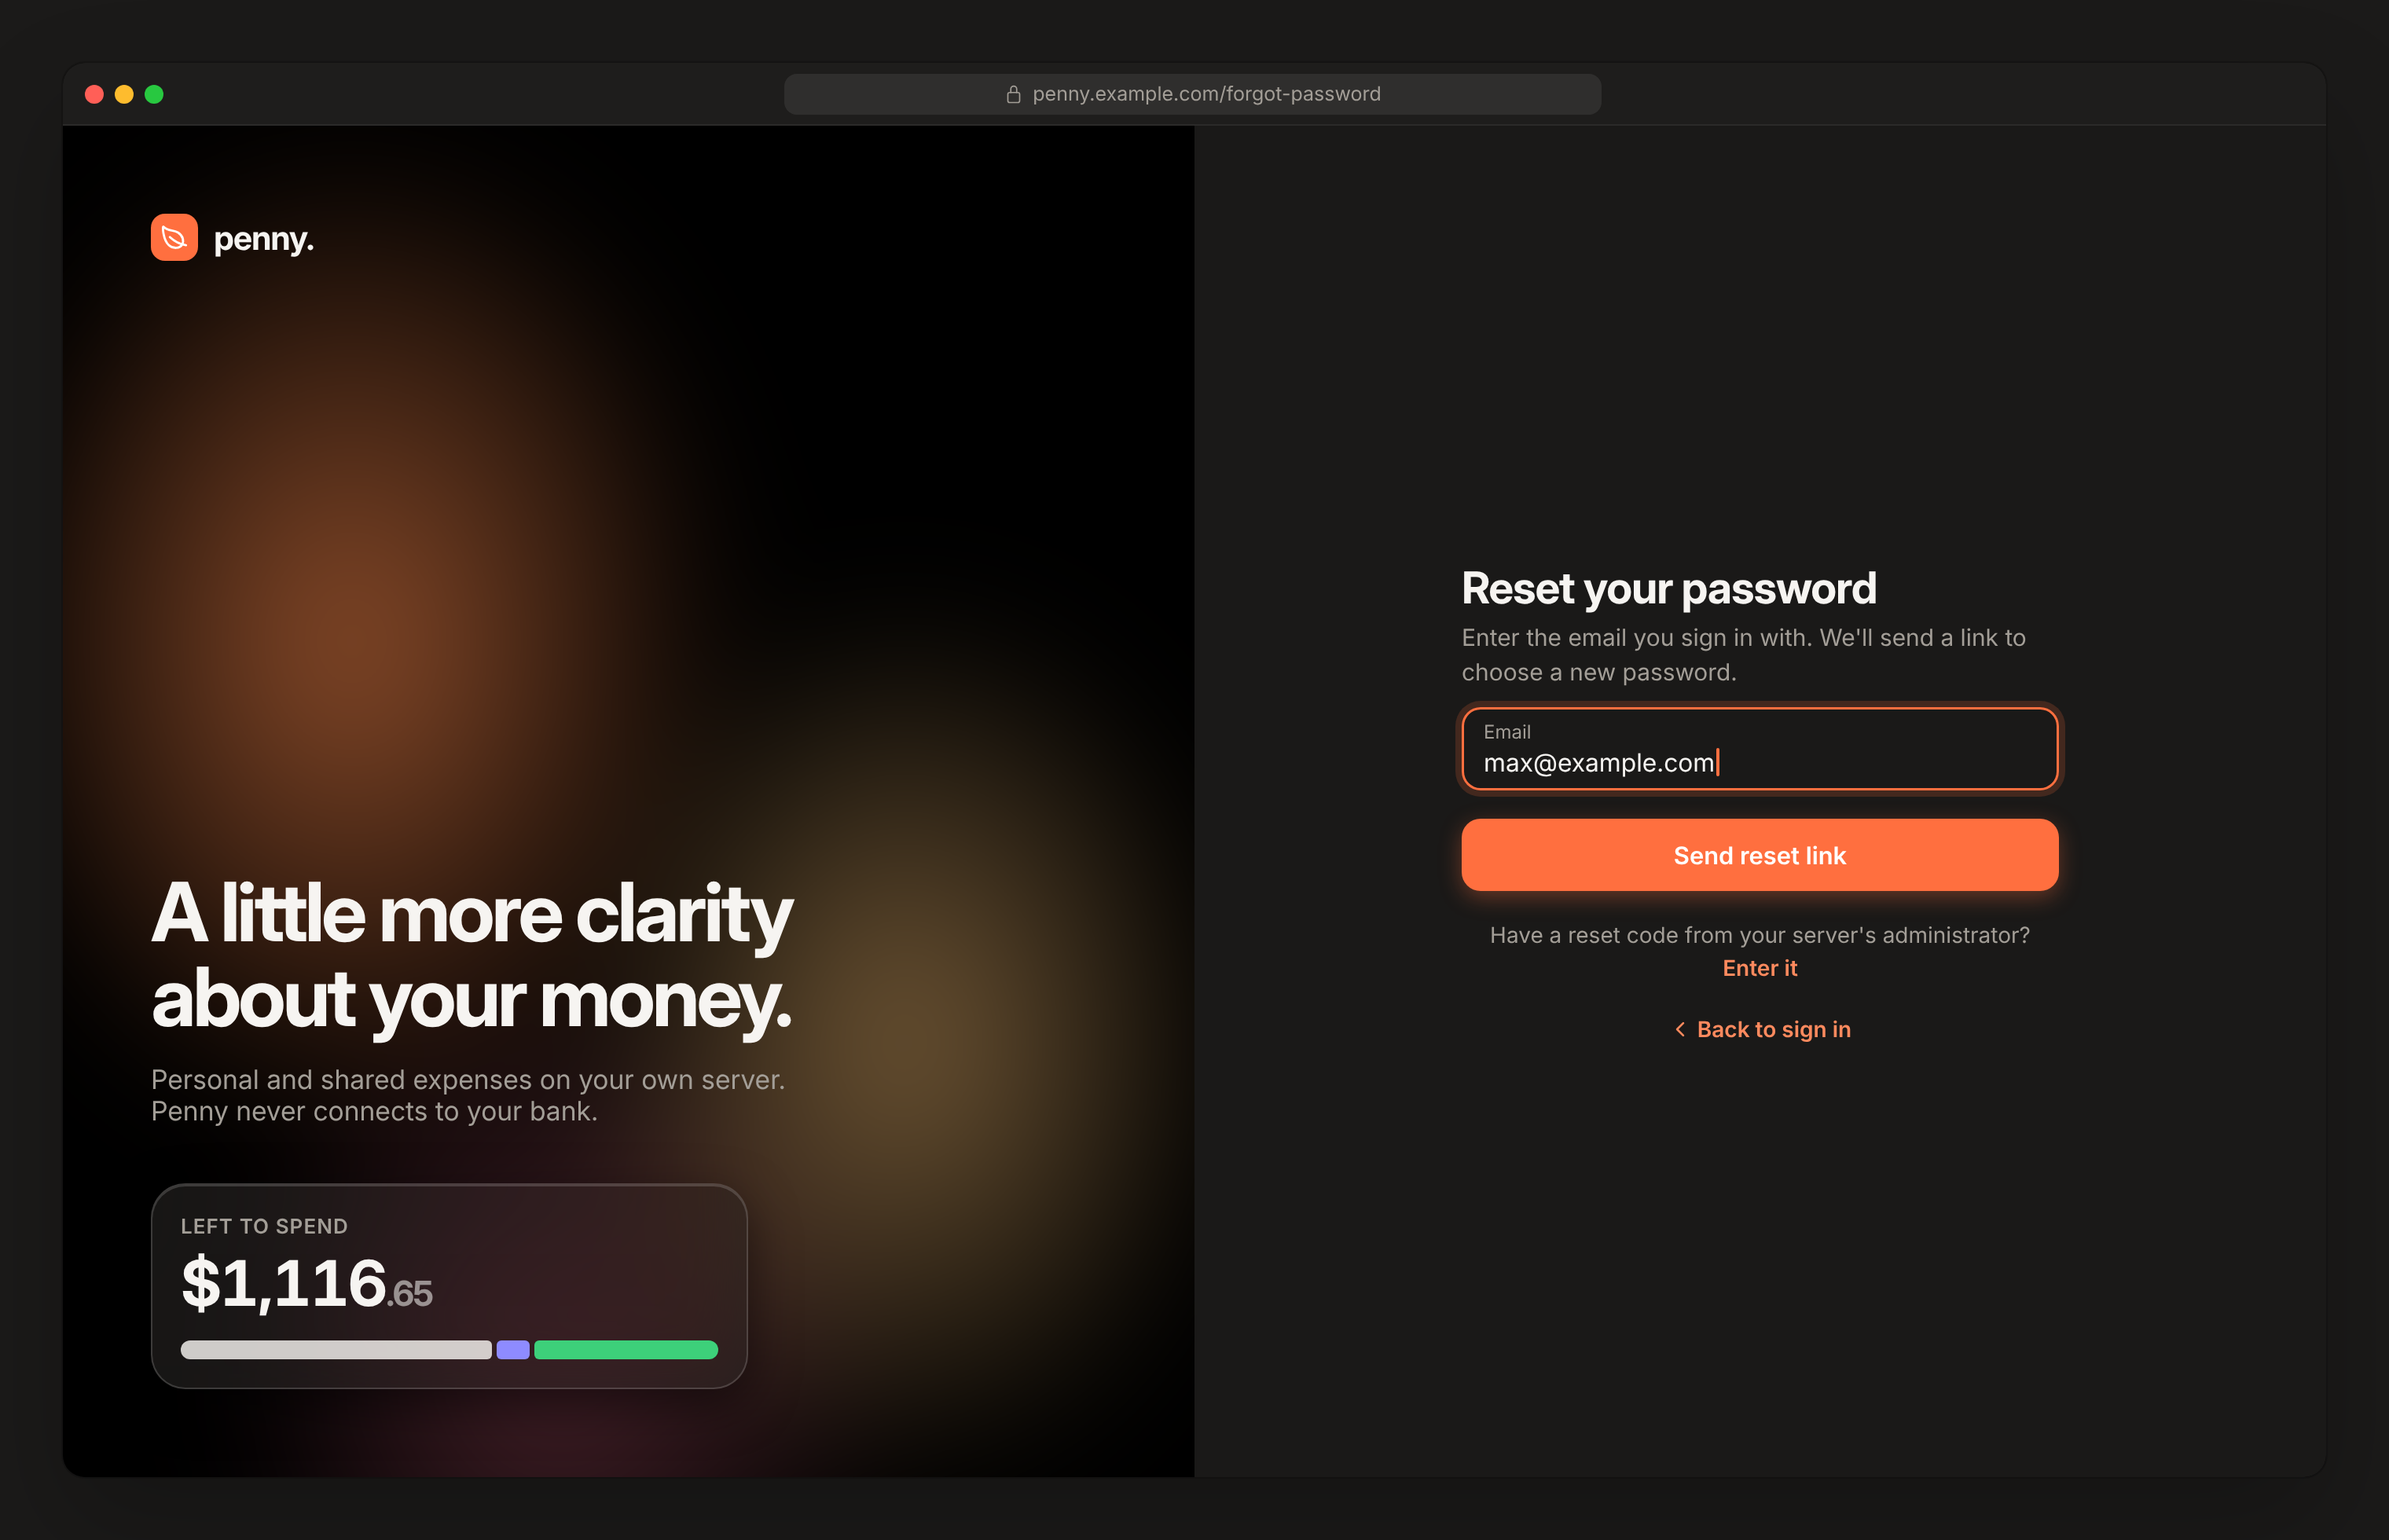 penny.example.com/forgot-password
penny.
A little more clarity
about your money.
Personal and shared expenses on your own server.
Penny never connects to your bank.
LEFT TO SPEND
$1,116.65
Reset your password
Enter the email you sign in with. We'll send a link to
choose a new password.
Email
max@example.com
Send reset link
Have a reset code from your server's administrator?
Enter it
Back to sign in